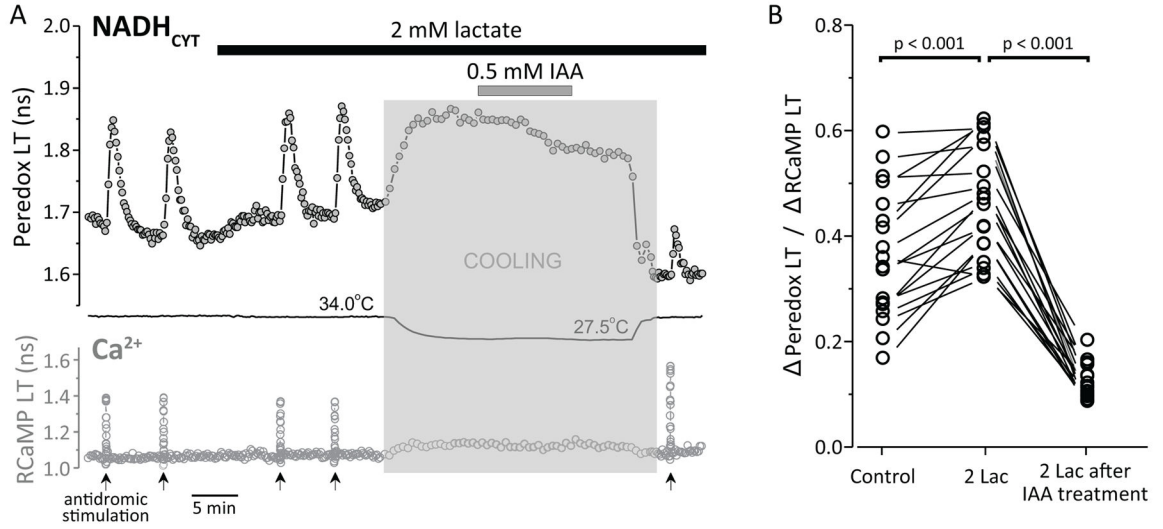 A
NADH CYT
2 mM lactate
0.5 mM IAA
Peredox LT (ns)
2.0
1.9
1.8
1.7
1.6
COOLING
34.0°C
27.5°C
Ca2+
RCaMP LT (ns)
1.6
1.4
1.2
1.0
antidromic
stimulation
5 min
B
ΔPeredox LT / ΔRCaMP LT
0.8
0.6
0.4
0.2
0.0
p < 0.001
p < 0.001
Control
2 Lac
2 Lac after
IAA treatment